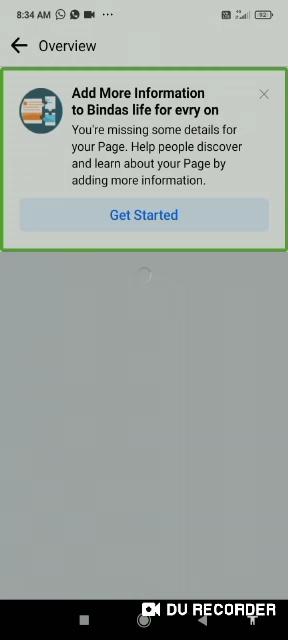 8:34 AM
92
Overview
Add More Information
to Bindas life for evry on
You're missing some details for
your Page. Help people discover
and learn about your Page by
adding more information.
Get Started
DU RECORDER